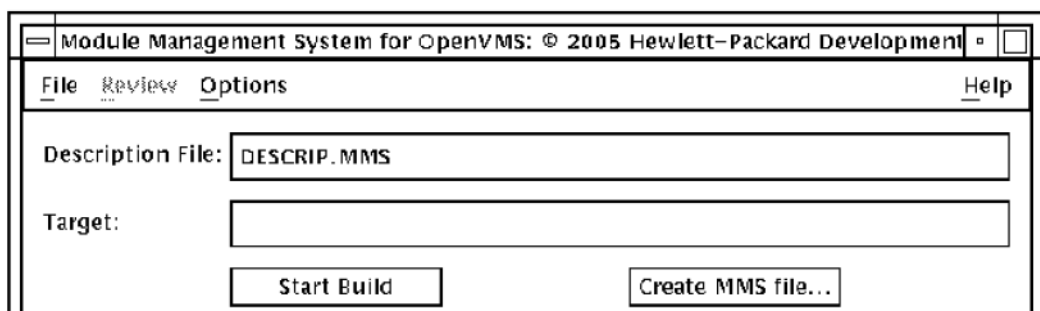 Module Management System for OpenVMS: © 2005 Hewlett-Packard Development
File Review Options Help
Description File: DESCRIP.MMS
Target:
Start Build Create MMS file...